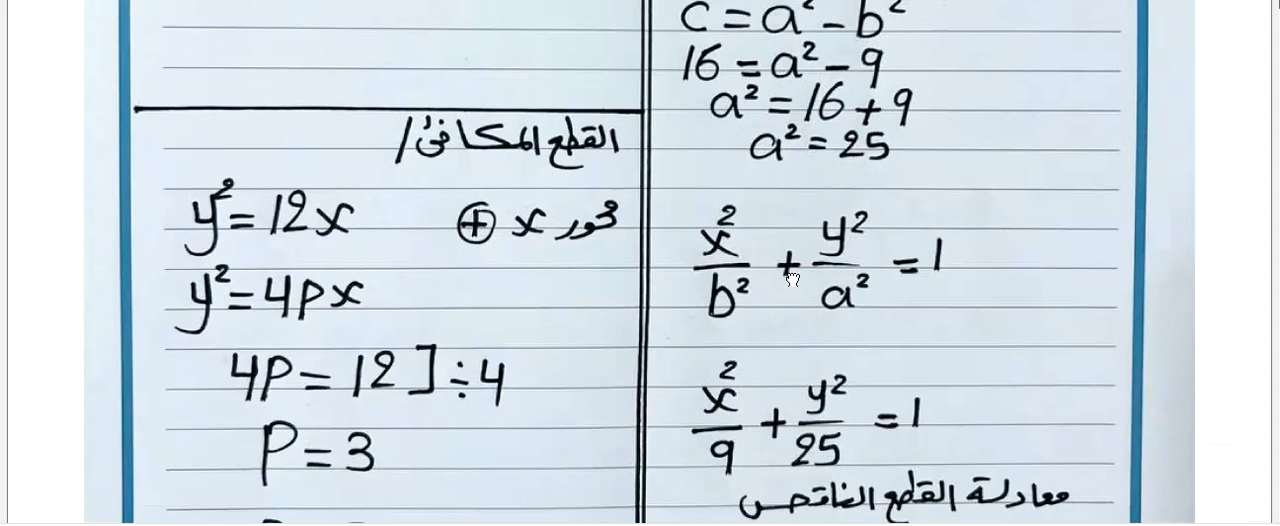 c² = a² - b²
16 = a² - 9
a² = 16 + 9
a² = 25
x²/b² + y²/a² = 1
x²/9 + y²/25 = 1
معادلة القطع الناقص
القطع المكافئ /
y² = 12x محور x ⊕
y² = 4px
4P = 12 ] ÷ 4
P = 3